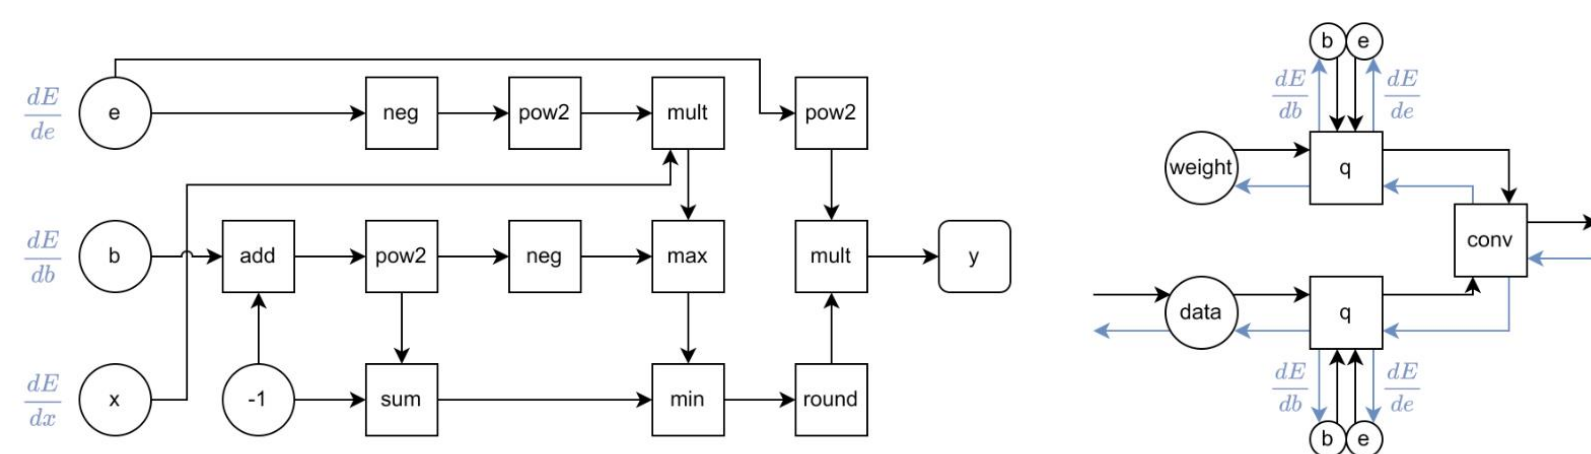 dE/de
e
neg
pow2
mult
pow2
dE/db
b
add
pow2
neg
max
mult
y
dE/dx
x
-1
sum
min
round
b e
dE/db
dE/de
weight
q
conv
data
q
dE/db
dE/de
b e